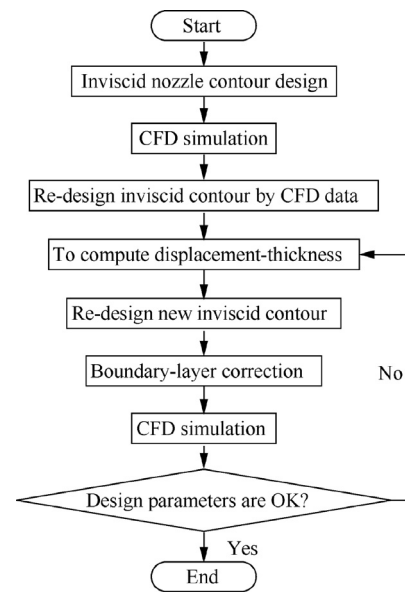 Start
Inviscid nozzle contour design
CFD simulation
Re-design inviscid contour by CFD data
To compute displacement-thickness
Re-design new inviscid contour
Boundary-layer correction
No
CFD simulation
Design parameters are OK?
Yes
End